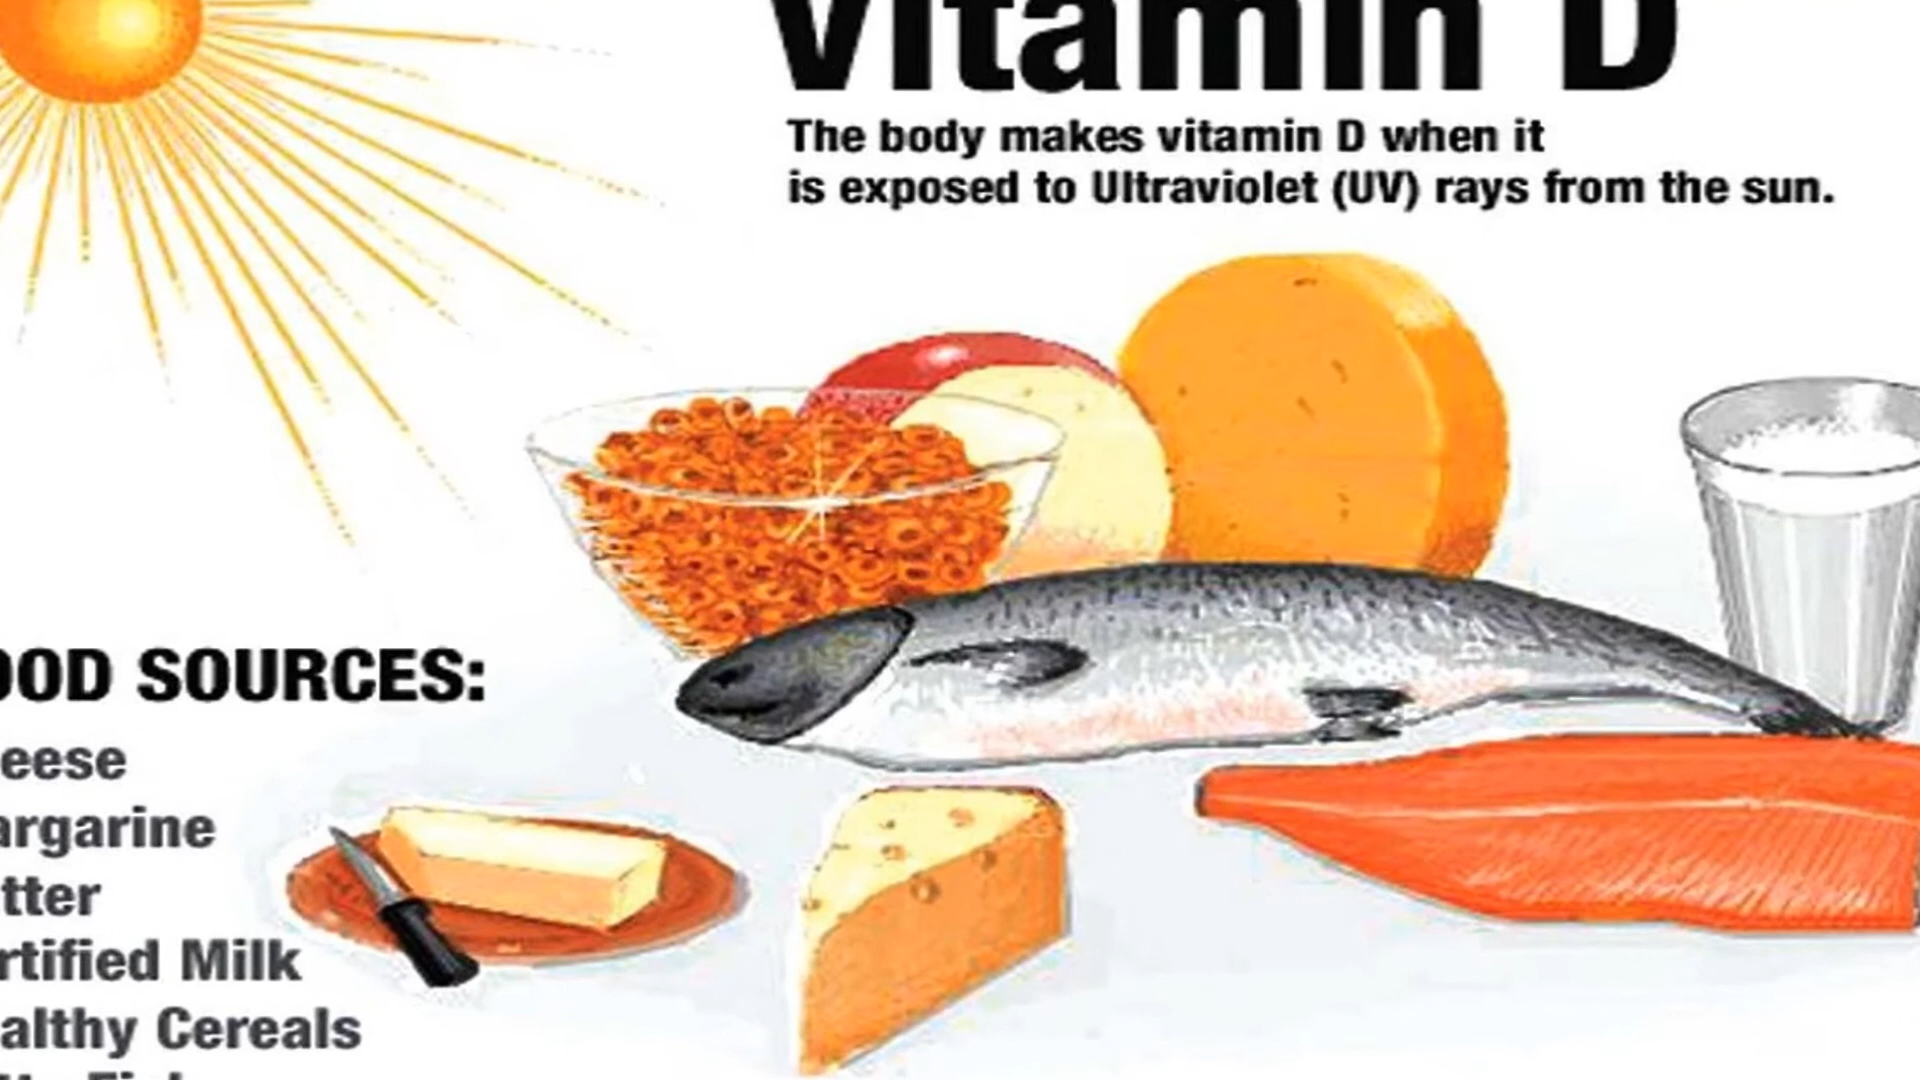 Vitamin D
The body makes vitamin D when it
is exposed to Ultraviolet (UV) rays from the sun.
OOD SOURCES:
eese
argarine
tter
rtified Milk
althy Cereals